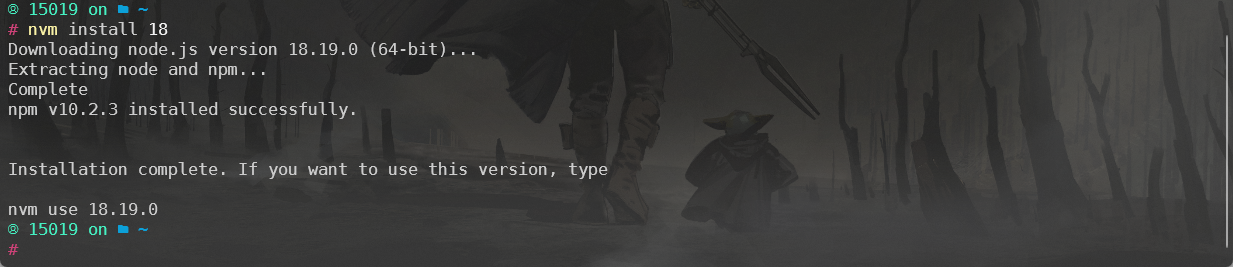 @ 15019 on ~
# nvm install 18
Downloading node.js version 18.19.0 (64-bit)...
Extracting node and npm...
Complete
npm v10.2.3 installed successfully.
Installation complete. If you want to use this version, type
nvm use 18.19.0
@ 15019 on ~
#